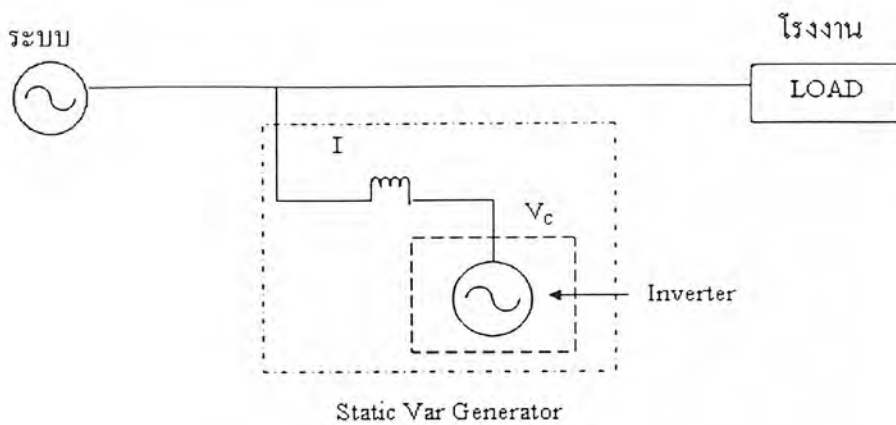 ระบบ
โรงงาน
LOAD
I
V_C
Inverter
Static Var Generator